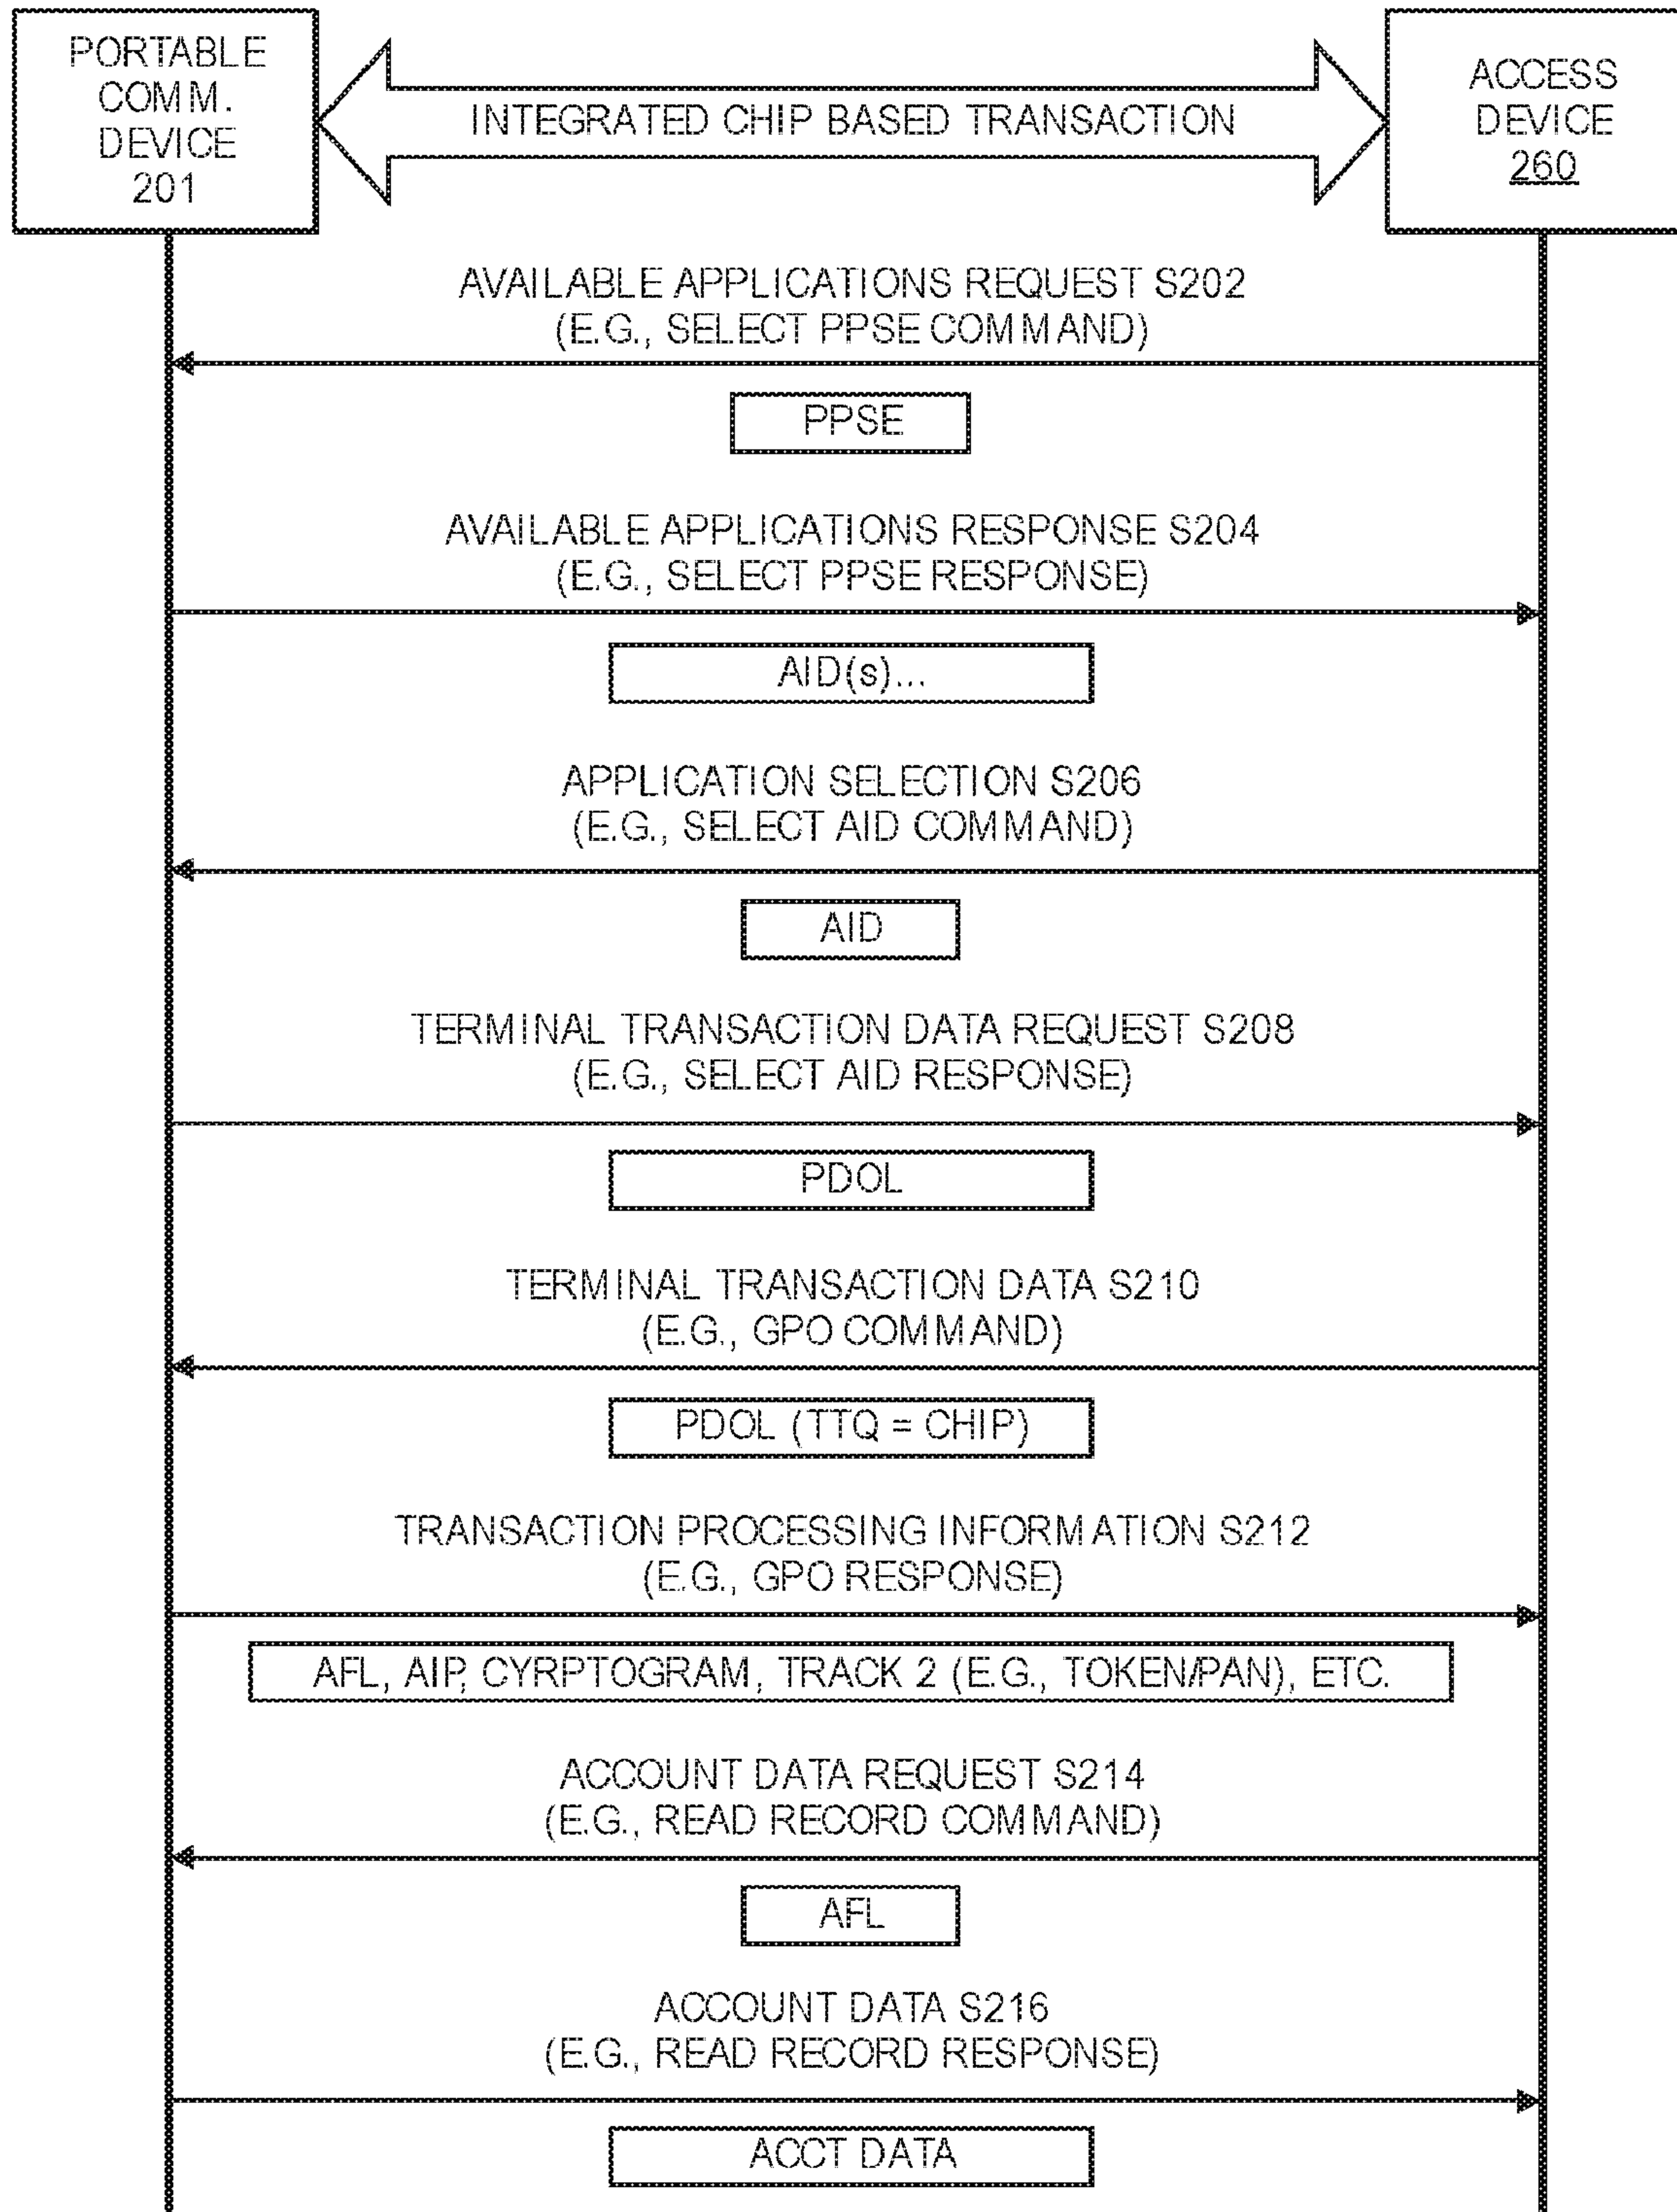 PORTABLE
COMM.
DEVICE
201
INTEGRATED CHIP BASED TRANSACTION
ACCESS
DEVICE
260
AVAILABLE APPLICATIONS REQUEST S202
(E.G., SELECT PPSE COMMAND)
PPSE
AVAILABLE APPLICATIONS RESPONSE S204
(E.G., SELECT PPSE RESPONSE)
AID(s)...
APPLICATION SELECTION S206
(E.G., SELECT AID COMMAND)
AID
TERMINAL TRANSACTION DATA REQUEST S208
(E.G., SELECT AID RESPONSE)
PDOL
TERMINAL TRANSACTION DATA S210
(E.G., GPO COMMAND)
PDOL (TTQ = CHIP)
TRANSACTION PROCESSING INFORMATION S212
(E.G., GPO RESPONSE)
AFL, AIP, CYRPTOGRAM, TRACK 2 (E.G., TOKEN/PAN), ETC.
ACCOUNT DATA REQUEST S214
(E.G., READ RECORD COMMAND)
AFL
ACCOUNT DATA S216
(E.G., READ RECORD RESPONSE)
ACCT DATA